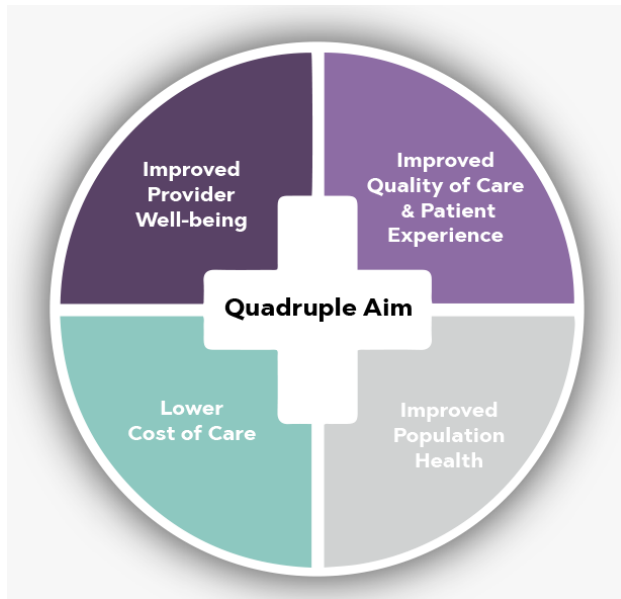 Improved
Provider
Well-being
Improved
Quality of Care
& Patient
Experience
Quadruple Aim
Lower
Cost of Care
Improved
Population
Health